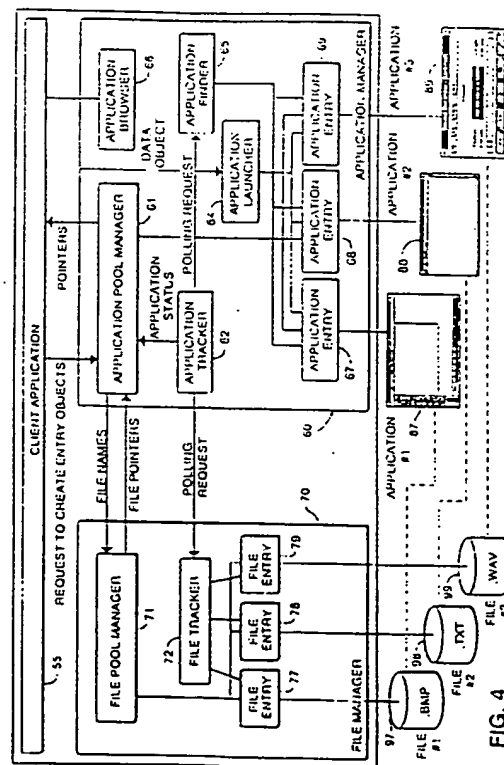 CLIENT APPLICATION
55
REQUEST TO CREATE ENTRY OBJECTS
POINTERS
FILE NAMES
FILE POINTERS
FILE POOL MANAGER
71
APPLICATION POOL MANAGER
61
APPLICATION BROWSER
66
DATA OBJECT
APPLICATION STATUS
POLLING REQUEST
POLLING REQUEST
FILE TRACKER
72
APPLICATION TRACKER
62
APPLICATION LAUNCHER
64
APPLICATION FINDER
65
FILE ENTRY
77
FILE ENTRY
78
FILE ENTRY
79
APPLICATION ENTRY
67
APPLICATION ENTRY
68
APPLICATION ENTRY
69
FILE MANAGER
70
60
APPLICATION MANAGER
APPLICATION #1
87
APPLICATION #2
88
APPLICATION #3
89
97
.BMP
FILE #1
98
.TXT
FILE #2
99
.WAV
FILE #3
FIG. 4